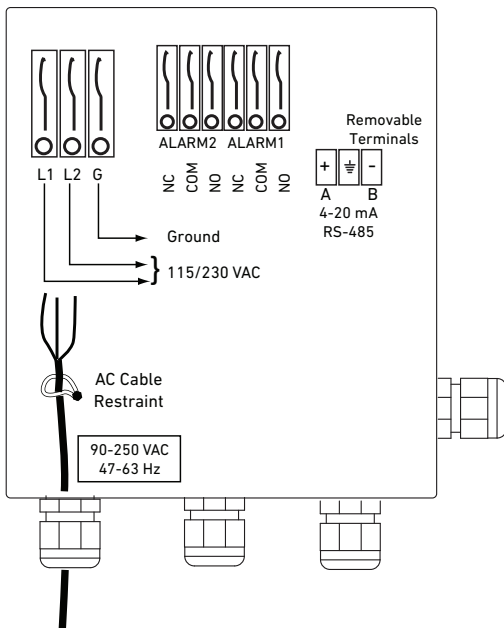 ALARM2 ALARM1
NC COM NO NC COM NO
Removable
Terminals
+ -
A B
4-20 mA
RS-485
L1 L2 G
Ground
115/230 VAC
AC Cable
Restraint
90-250 VAC
47-63 Hz